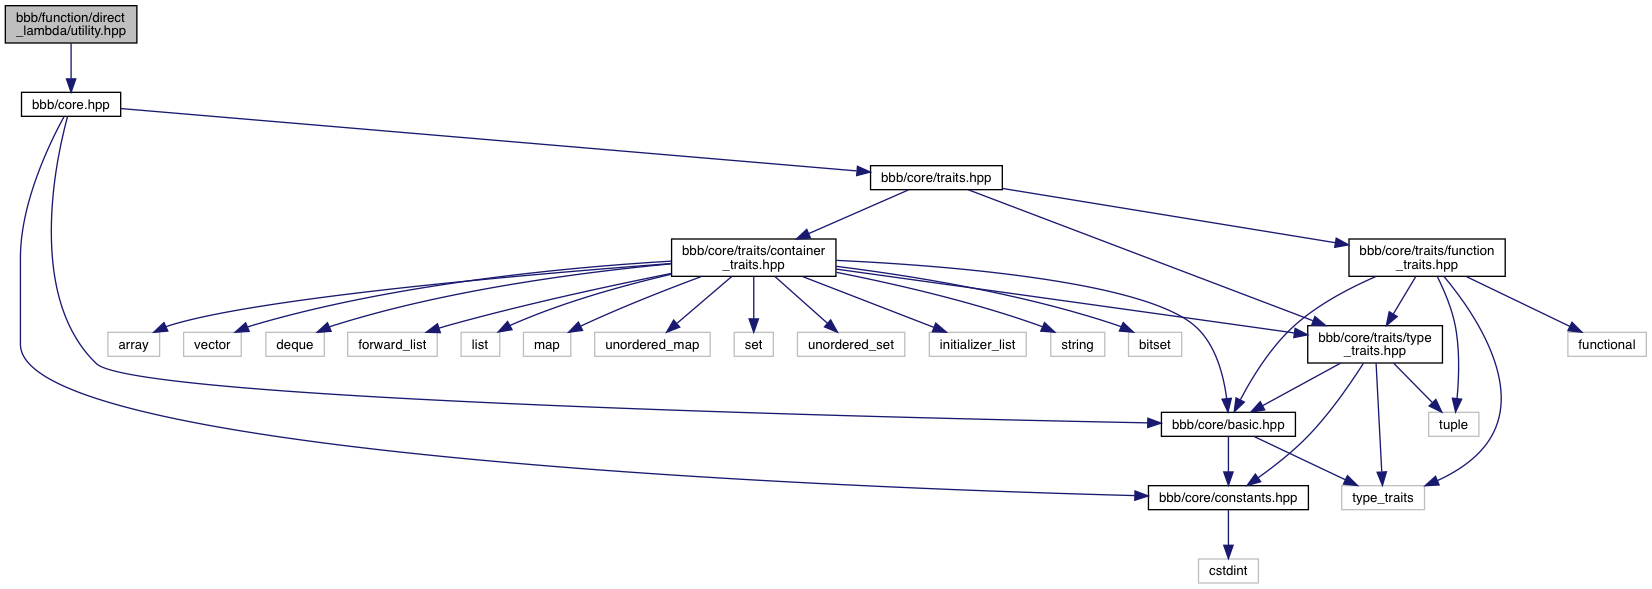 bbb/function/direct
_lambda/utility.hpp
bbb/core.hpp
bbb/core/traits.hpp
bbb/core/traits/container
_traits.hpp
bbb/core/traits/function
_traits.hpp
array
vector
deque
forward_list
list
map
unordered_map
set
unordered_set
initializer_list
string
bitset
bbb/core/traits/type
_traits.hpp
functional
bbb/core/basic.hpp
tuple
bbb/core/constants.hpp
type_traits
cstdint